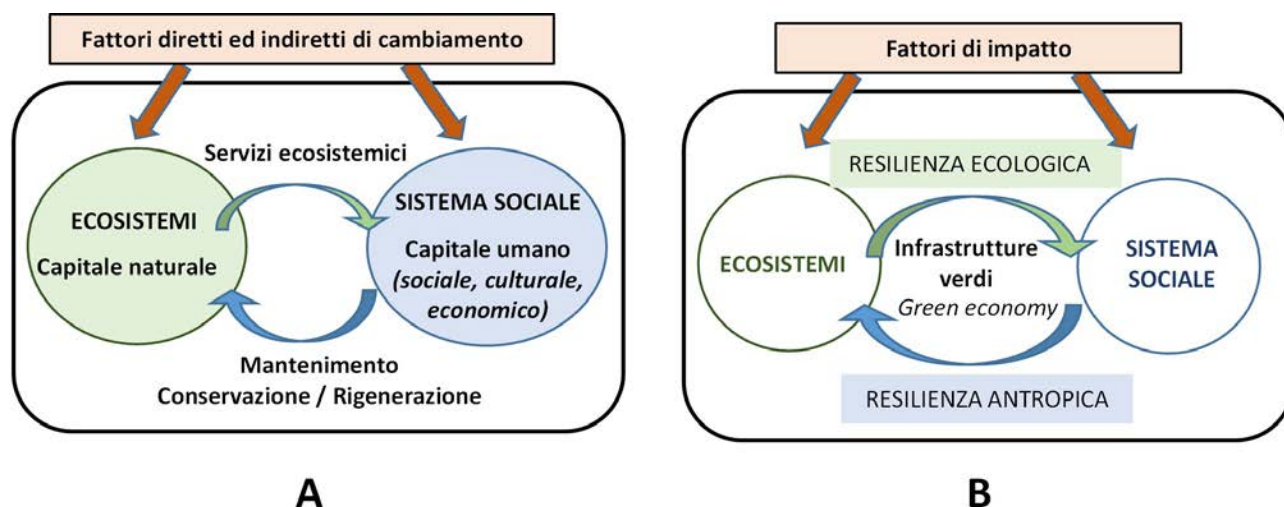 Fattori diretti ed indiretti di cambiamento
Servizi ecosistemici
ECOSISTEMI
Capitale naturale
SISTEMA SOCIALE
Capitale umano
(sociale, culturale,
economico)
Mantenimento
Conservazione / Rigenerazione
A
Fattori di impatto
RESILIENZA ECOLOGICA
ECOSISTEMI
Infrastrutture
verdi
Green economy
SISTEMA
SOCIALE
RESILIENZA ANTROPICA
B